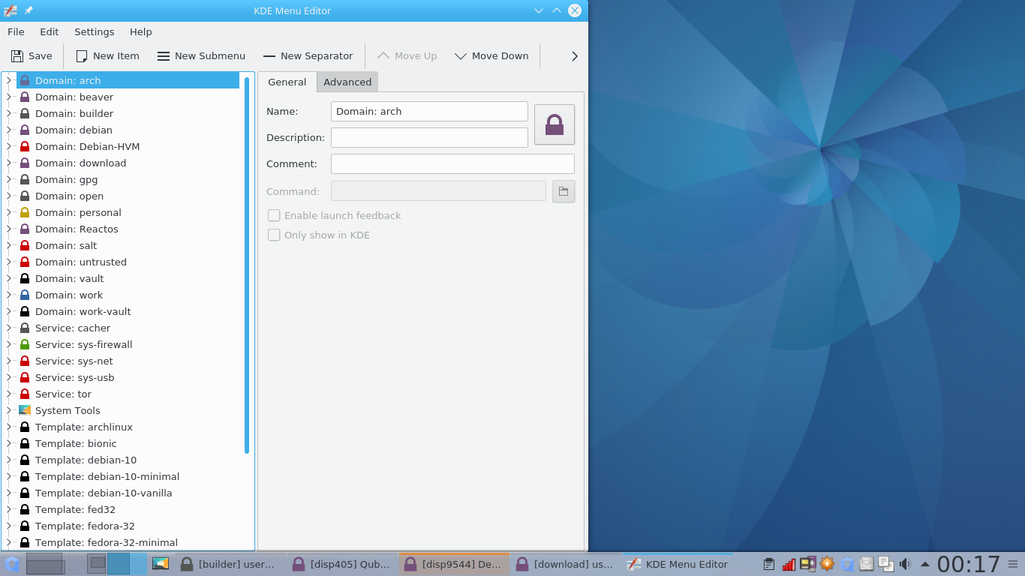 KDE Menu Editor
File Edit Settings Help
Save New Item New Submenu New Separator Move Up Move Down
Domain: arch
Domain: beaver
Domain: builder
Domain: debian
Domain: Debian-HVM
Domain: download
Domain: gpg
Domain: open
Domain: personal
Domain: Reactos
Domain: salt
Domain: untrusted
Domain: vault
Domain: work
Domain: work-vault
Service: cacher
Service: sys-firewall
Service: sys-net
Service: sys-usb
Service: tor
System Tools
Template: archlinux
Template: bionic
Template: debian-10
Template: debian-10-minimal
Template: debian-10-vanilla
Template: fed32
Template: fedora-32
Template: fedora-32-minimal
General Advanced
Name: Domain: arch
Description:
Comment:
Command:
Enable launch feedback
Only show in KDE
[builder] user... [disp405] Qub... [disp9544] De... [download] us... KDE Menu Editor 00:17